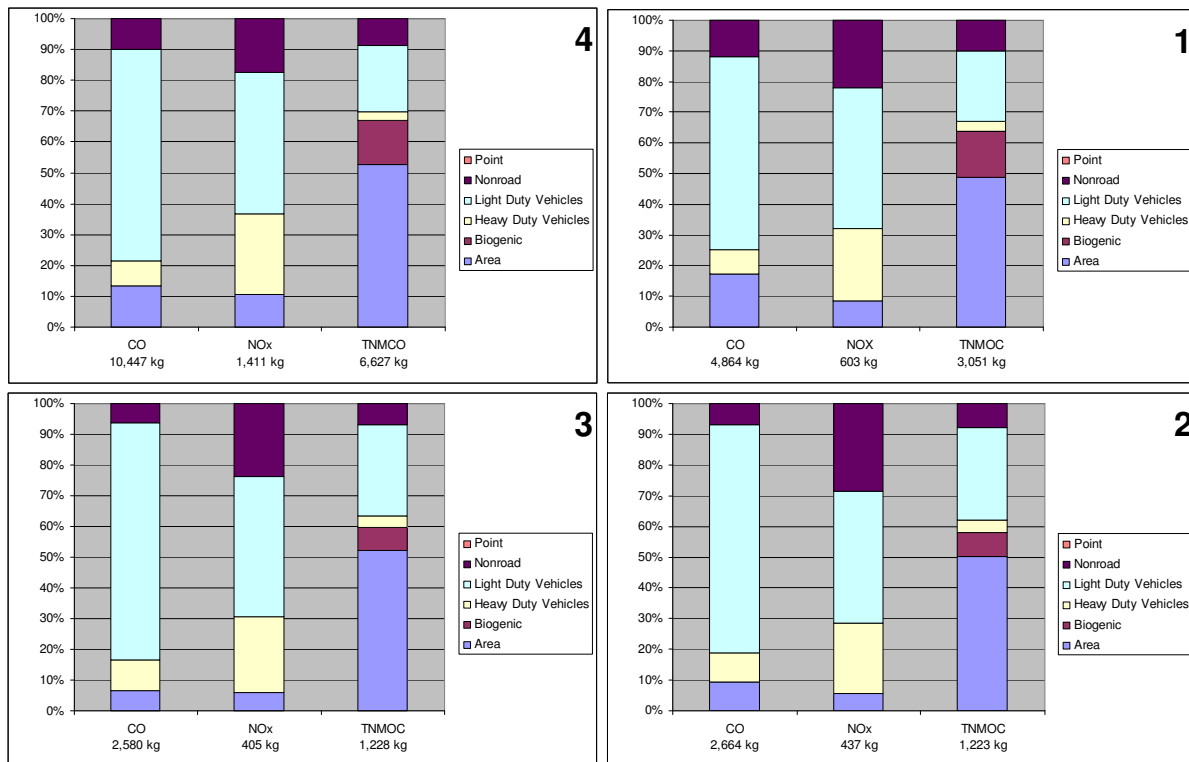 4
100%
90%
80%
70%
60%
50%
40%
30%
20%
10%
0%
CO
10,447 kg
NOx
1,411 kg
TNMCO
6,627 kg
Point
Nonroad
Light Duty Vehicles
Heavy Duty Vehicles
Biogenic
Area
1
100%
90%
80%
70%
60%
50%
40%
30%
20%
10%
0%
CO
4,864 kg
NOX
603 kg
TNMOC
3,051 kg
Point
Nonroad
Light Duty Vehicles
Heavy Duty Vehicles
Biogenic
Area
3
100%
90%
80%
70%
60%
50%
40%
30%
20%
10%
0%
CO
2,580 kg
NOx
405 kg
TNMOC
1,228 kg
Point
Nonroad
Light Duty Vehicles
Heavy Duty Vehicles
Biogenic
Area
2
100%
90%
80%
70%
60%
50%
40%
30%
20%
10%
0%
CO
2,664 kg
NOx
437 kg
TNMOC
1,223 kg
Point
Nonroad
Light Duty Vehicles
Heavy Duty Vehicles
Biogenic
Area